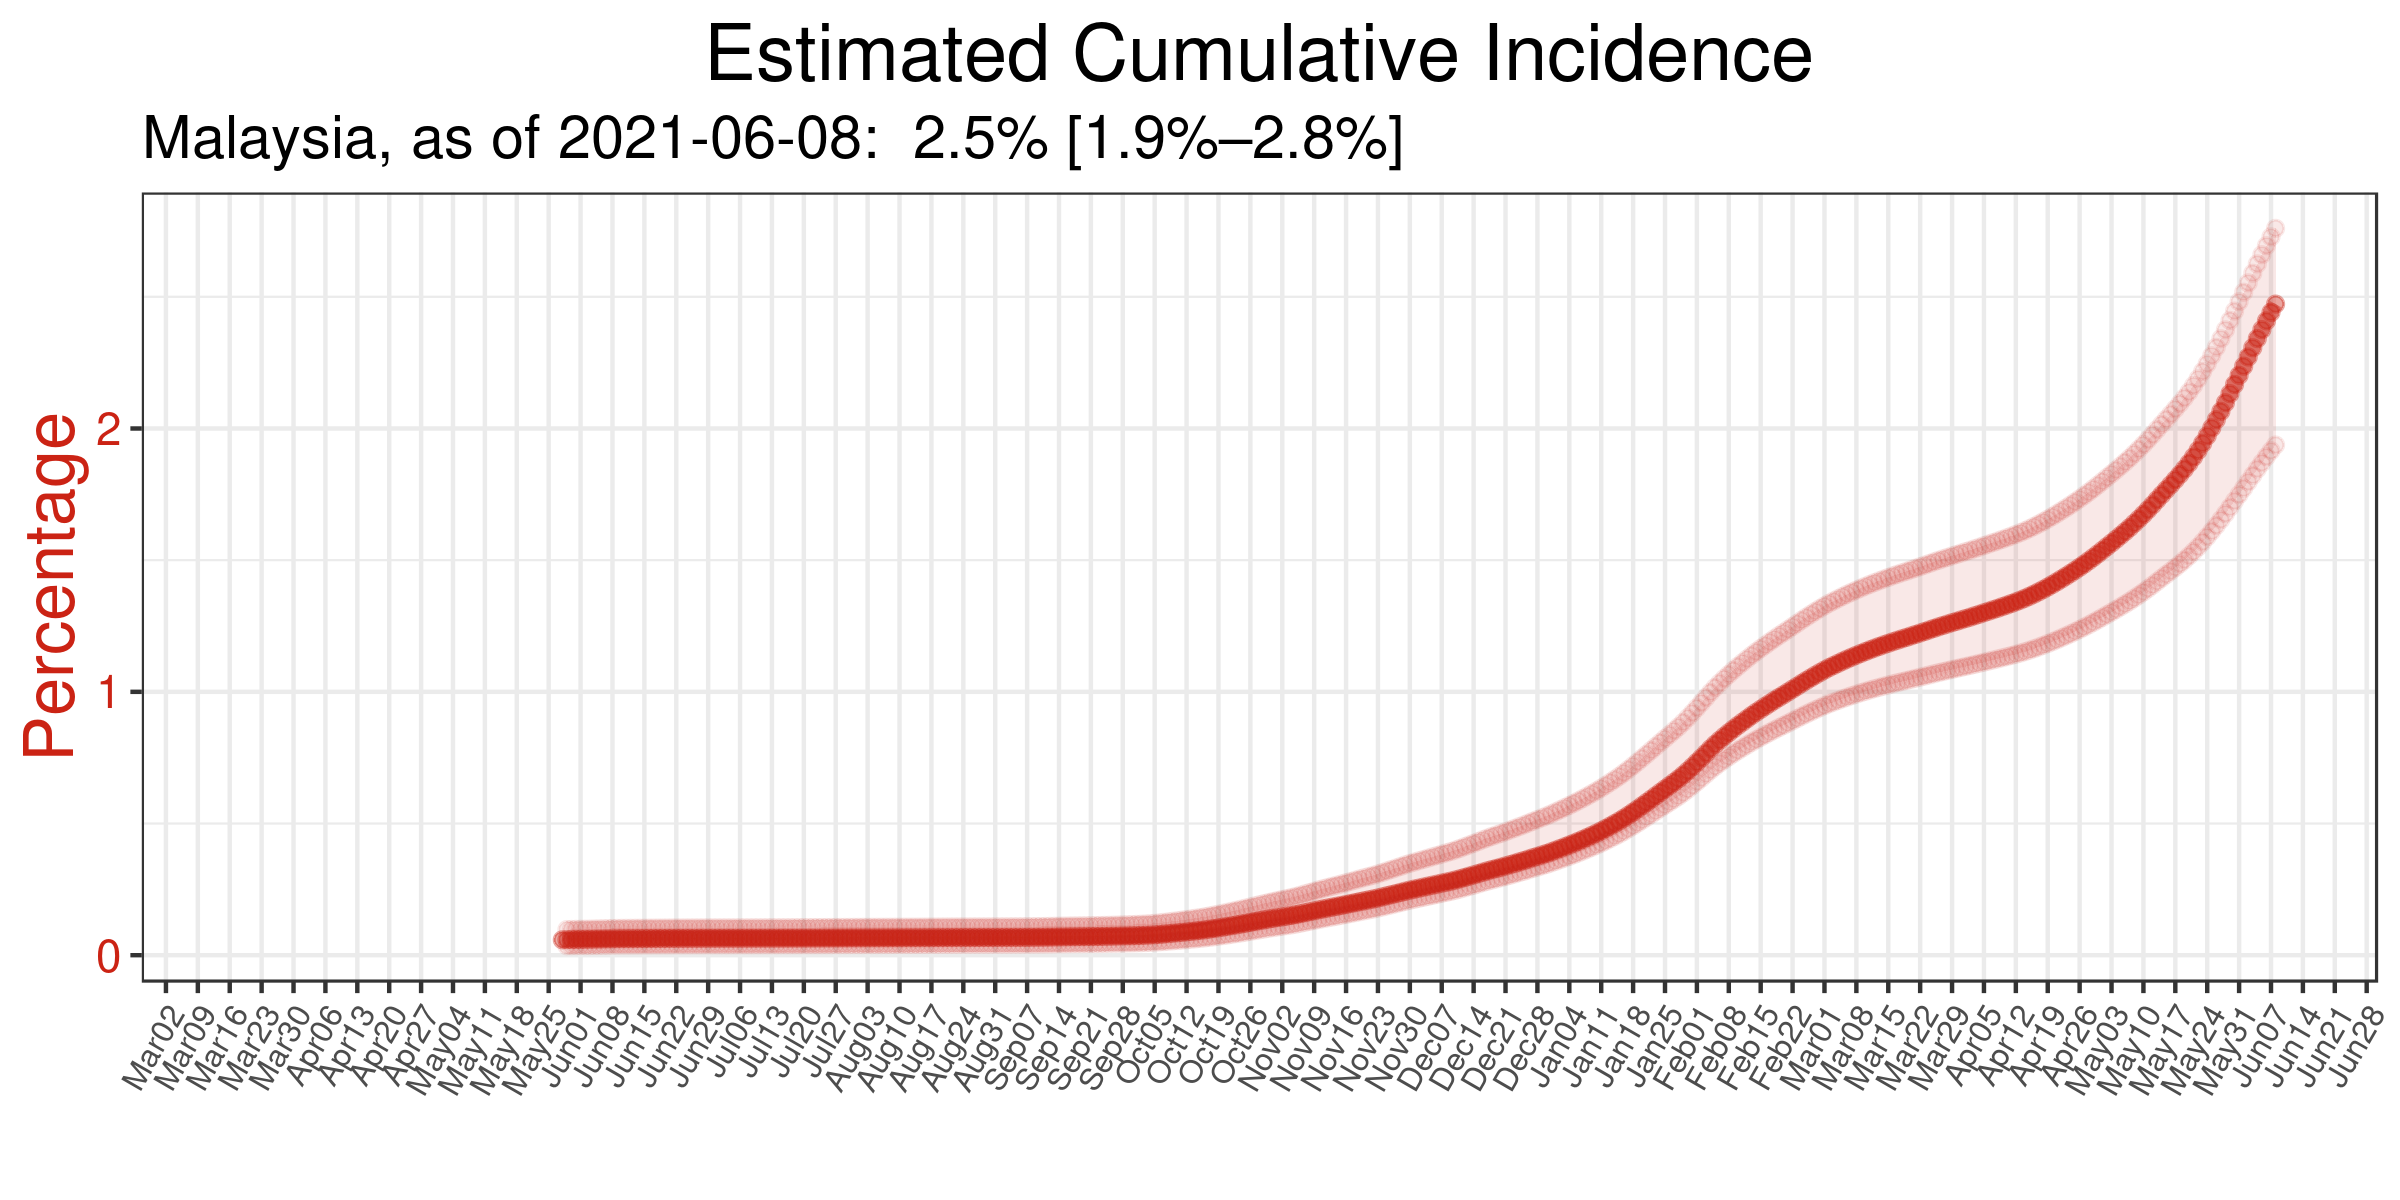 Estimated Cumulative Incidence
Malaysia, as of 2021-06-08: 2.5% [1.9%–2.8%]
Percentage
2
1
0
Mar02
Mar09
Mar16
Mar23
Mar30
Apr06
Apr13
Apr20
Apr27
May04
May11
May18
May25
Jun01
Jun08
Jun15
Jun22
Jun29
Jul06
Jul13
Jul20
Jul27
Aug03
Aug10
Aug17
Aug24
Aug31
Sep07
Sep14
Sep21
Sep28
Oct05
Oct12
Oct19
Oct26
Nov02
Nov09
Nov16
Nov23
Nov30
Dec07
Dec14
Dec21
Dec28
Jan04
Jan11
Jan18
Jan25
Feb01
Feb08
Feb15
Feb22
Mar01
Mar08
Mar15
Mar22
Mar29
Apr05
Apr12
Apr19
Apr26
May03
May10
May17
May24
May31
Jun07
Jun14
Jun21
Jun28